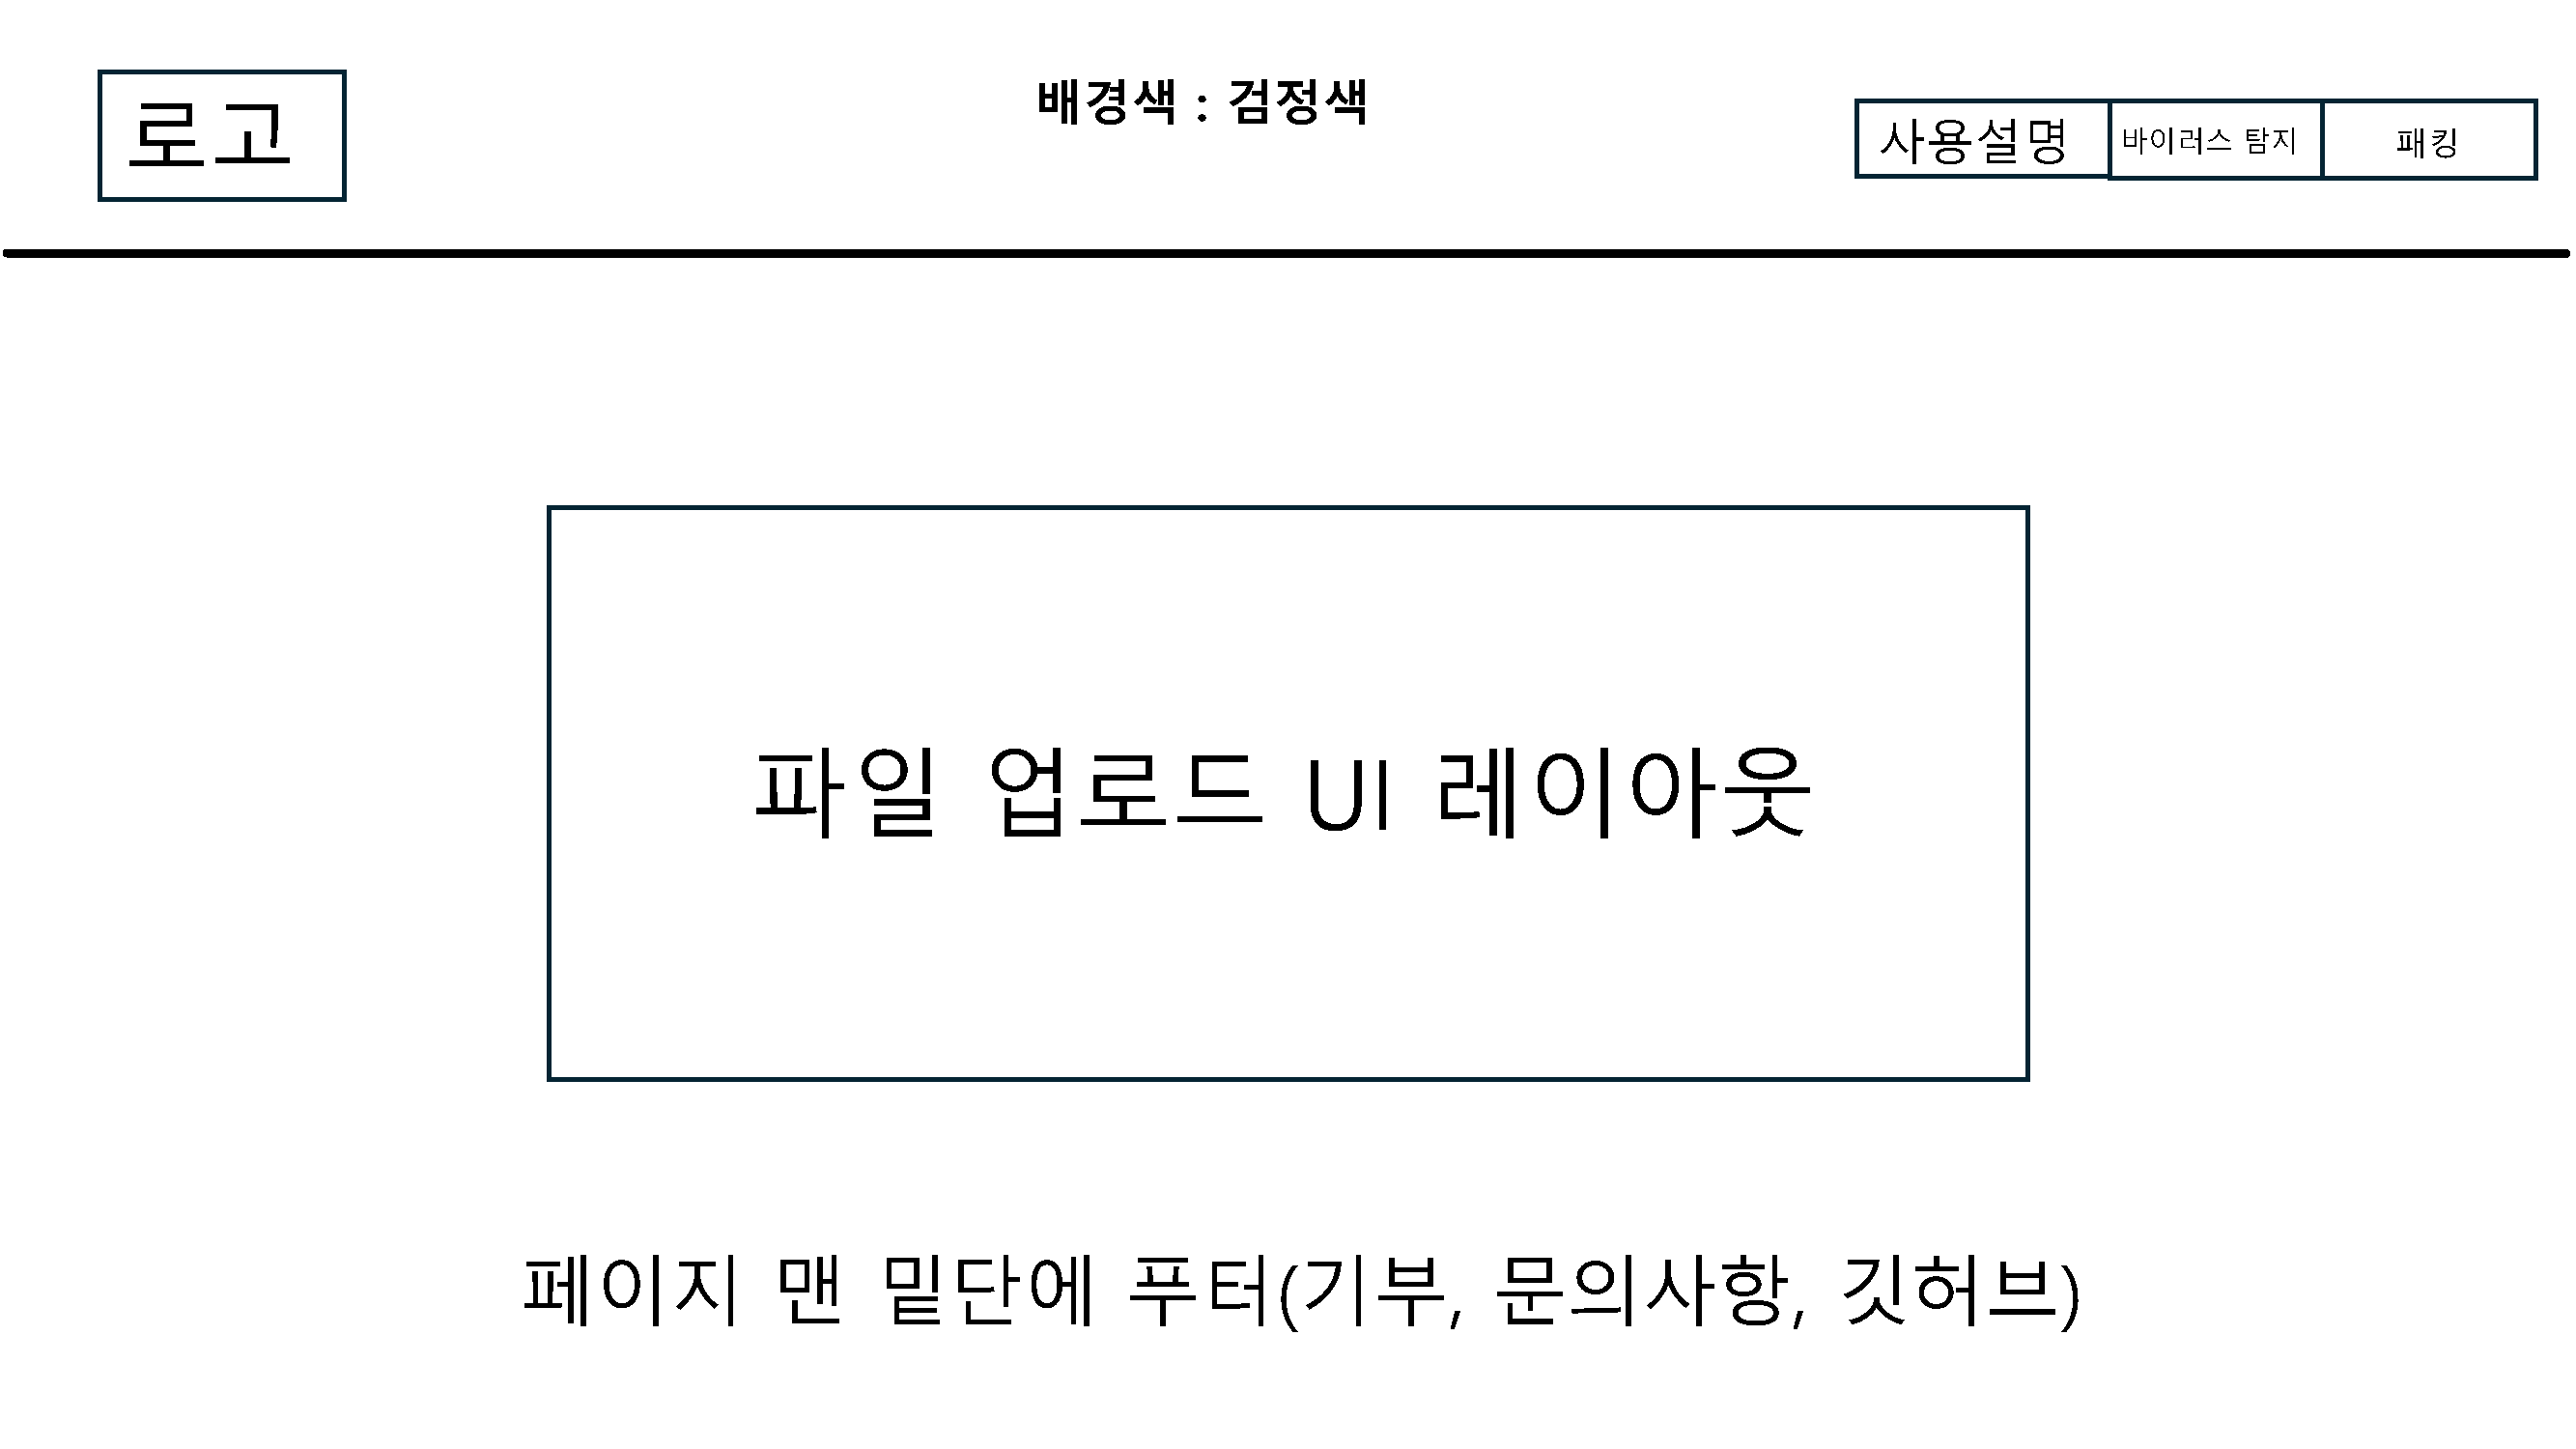 로고
배경색 : 검정색
사용설명
바이러스 탐지
패킹
파일 업로드 UI 레이아웃
페이지 맨 밑단에 푸터(기부, 문의사항, 깃허브)